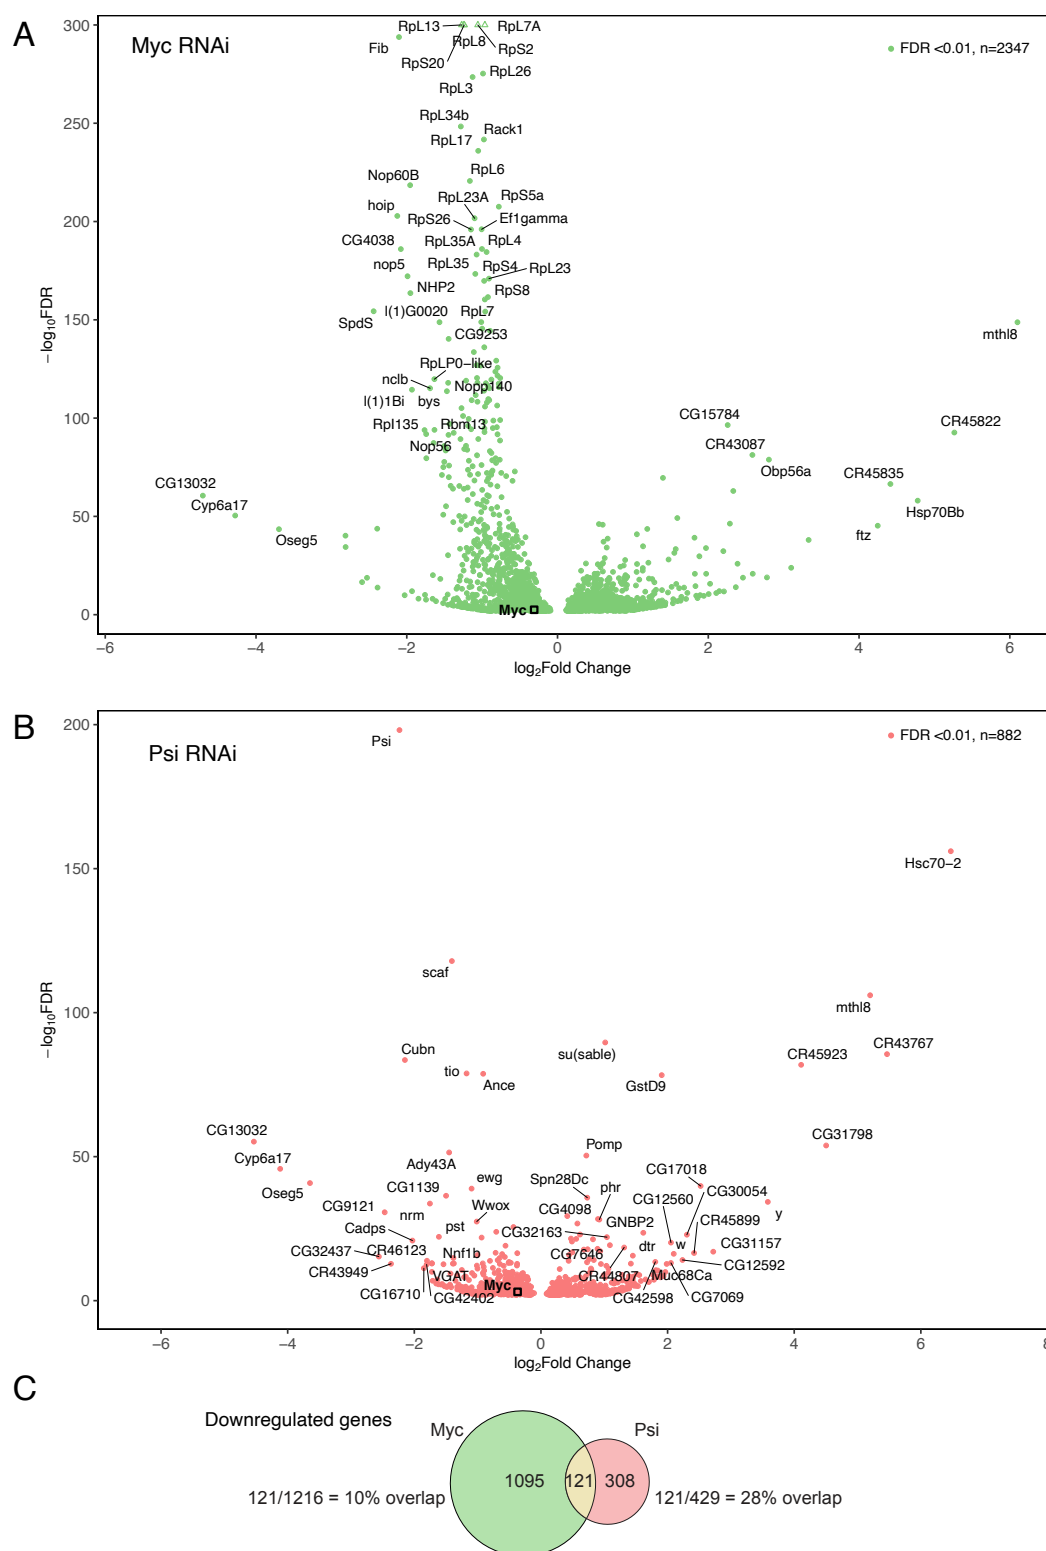 A
Myc RNAi
FDR <0.01, n=2347
300
250
200
150
100
50
0
−log10FDR
RpL13
RpL7A
Fib
RpL8
RpS2
RpS20
RpL26
RpL3
RpL34b
Rack1
RpL17
RpL6
Nop60B
RpL23A
RpS5a
hoip
RpS26
Ef1gamma
CG4038
RpL35A
RpL4
nop5
RpL35
RpS4
RpL23
NHP2
RpS8
SpdS
l(1)G0020
RpL7
mthl8
CG9253
RpLP0−like
nclb
Nopp140
l(1)1Bi
bys
CG15784
CR45822
RpI135
Rbm13
Nop56
CR43087
Obp56a
CR45835
CG13032
Cyp6a17
Hsp70Bb
Oseg5
ftz
Myc
−6
−4
−2
0
2
4
6
log2Fold Change
B
Psi RNAi
FDR <0.01, n=882
200
150
100
50
0
−log10FDR
Psi
Hsc70−2
scaf
mthl8
su(sable)
CR43767
Cubn
CR45923
tio
Ance
GstD9
CG13032
CG31798
Cyp6a17
Ady43A
Pomp
Oseg5
CG1139
ewg
Spn28Dc
phr
CG17018
CG30054
CG9121
nrm
Wwox
CG4098
CG12560
y
Cadps
pst
CG32163
GNBP2
CR45899
CG32437
CR46123
Nnf1b
CG7646
dtr
w
CG31157
CR43949
VGAT
CR44807
Muc68Ca
CG12592
CG16710
CG42402
Myc
CG42598
CG7069
−6
−4
−2
0
2
4
6
8
log2Fold Change
C
Downregulated genes
Myc
Psi
1095
121
308
121/1216 = 10% overlap
121/429 = 28% overlap